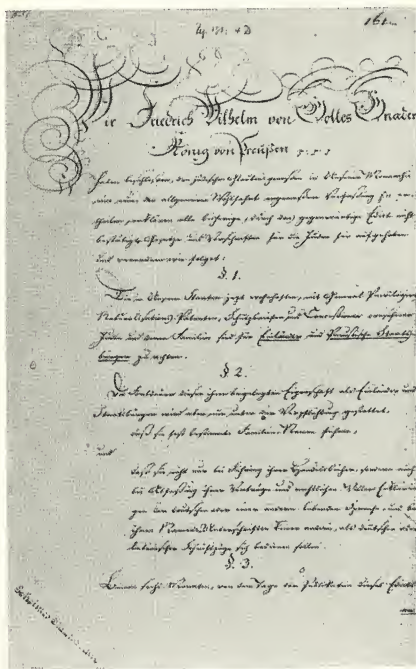 161
Wir Friedrich Wilhelm von Gottes Gnaden
König von Preußen
haben beschlossen, den jüdischen Glaubensgenossen in Unserer Monarchie
eine neue, der allgemeinen Wohlfahrt angemessene Verfassung zu er-
theilen, erklären alle bisherige, durch das gegenwärtige Edict nicht
bestätigte Gesetze und Vorschriften für die Juden für aufgehoben
und verordnen wie folget:
§. 1.
Die in Unsern Staaten jetzt wohnhaften, mit General Privilegien
Naturalisations-Patenten, Schutzbriefen und Concessionen versehenen
Juden und deren Familien sind für Einländer und Preußische Staats-
bürger zu achten.
§ 2.
Die Fortdauer dieser ihnen beigelegten Eigenschaft als Einländer und
Staatsbürger wird aber nur unter der Verpflichtung gestattet:
daß sie fest bestimmte Familien Namen führen,
und
daß sie nicht nur bei Führung ihrer Handelsbücher, sondern auch
bei Abfassung ihrer Verträge und rechtlichen Willens Erklärun-
gen der deutschen oder einer andern lebenden Sprache, und bei
ihren Namens-Unterschriften keiner andern, als deutscher oder
lateinischer Schriftzüge sich bedienen sollen.
§. 3.
Binnen sechs Monaten, von dem Tage der Publikation dieses Edicts